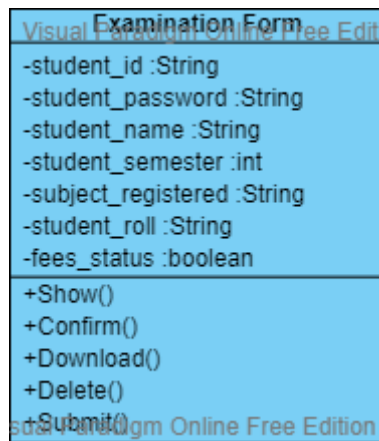 Examination Form
Visual Paradigm Online Free Edit
-student_id :String
-student_password :String
-student_name :String
-student_semester :int
-subject_registered :String
-student_roll :String
-fees_status :boolean
+Show()
+Confirm()
+Download()
+Delete()
+Submit()
sual Paradigm Online Free Edition